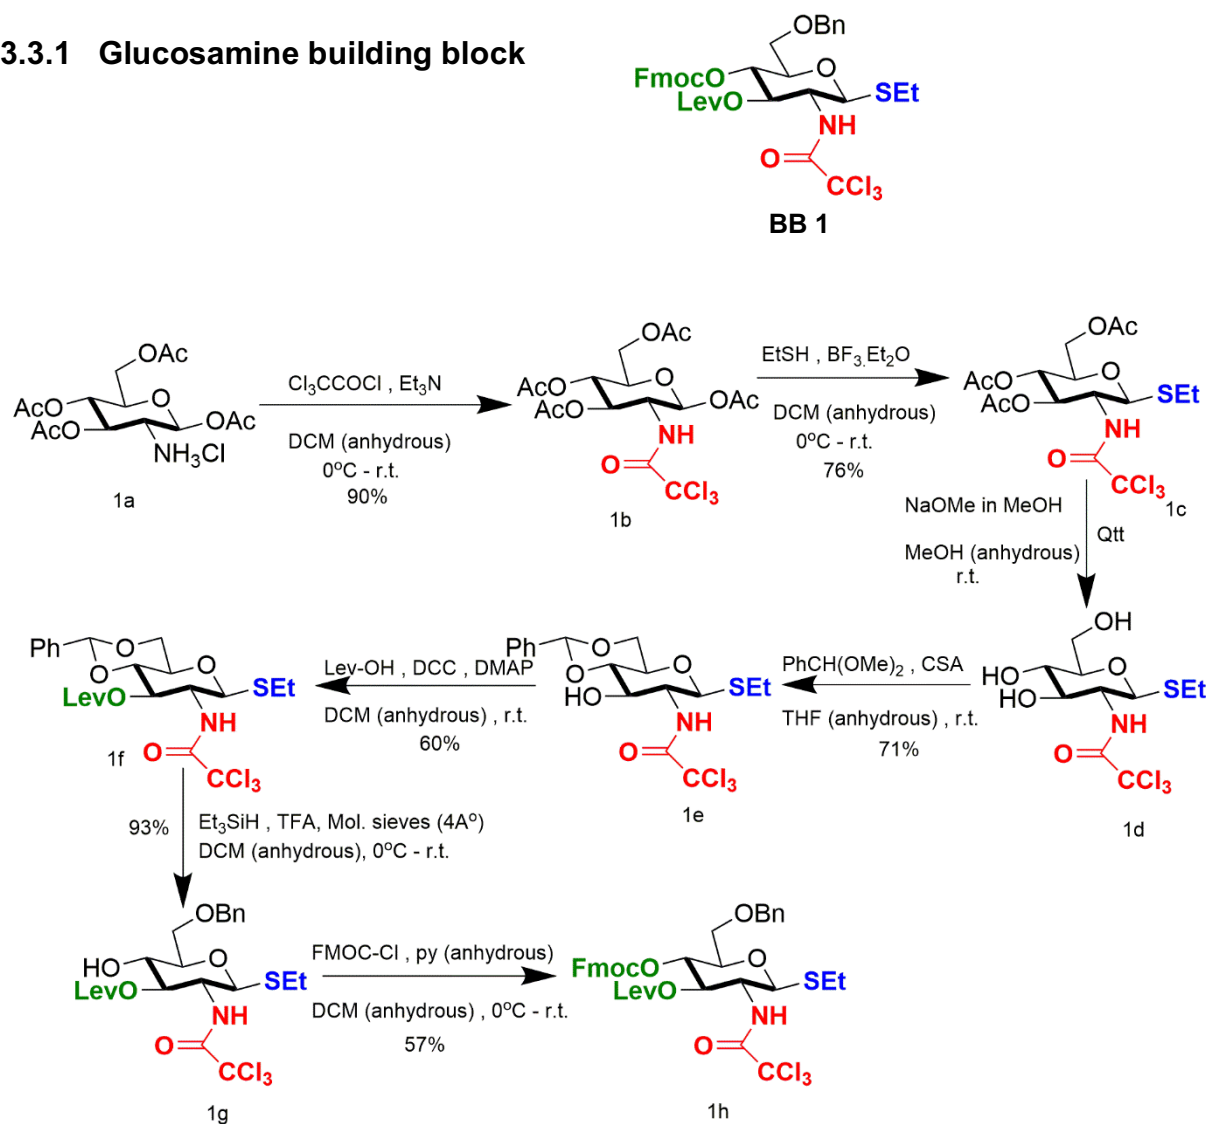 3.3.1 Glucosamine building block
OBn
O
FmocO
LevO
SEt
NH
O
CCl3
BB 1
OAc
O
AcO
AcO
OAc
NH3Cl
1a
Cl3CCOCl , Et3N
DCM (anhydrous)
0oC - r.t.
90%
OAc
O
AcO
AcO
OAc
NH
O
CCl3
1b
EtSH , BF3.Et2O
DCM (anhydrous)
0oC - r.t.
76%
OAc
O
AcO
AcO
SEt
NH
O
CCl3
1c
NaOMe in MeOH
Qtt
MeOH (anhydrous)
r.t.
OH
O
HO
HO
SEt
NH
O
CCl3
1d
PhCH(OMe)2 , CSA
THF (anhydrous) , r.t.
71%
Ph
O
O
O
HO
SEt
NH
O
CCl3
1e
Lev-OH , DCC , DMAP
DCM (anhydrous) , r.t.
60%
Ph
O
O
O
LevO
SEt
NH
O
CCl3
1f
93%
Et3SiH , TFA, Mol. sieves (4Ao)
DCM (anhydrous), 0oC - r.t.
OBn
O
HO
LevO
SEt
NH
O
CCl3
1g
FMOC-Cl , py (anhydrous)
DCM (anhydrous) , 0oC - r.t.
57%
OBn
O
FmocO
LevO
SEt
NH
O
CCl3
1h